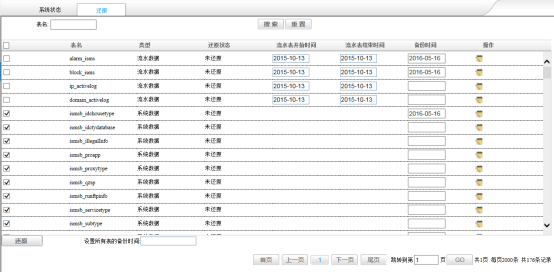 系统状态 还原
表名
搜 索 重 置
表名 类型 还原状态 流水表开始时间 流水表结束时间 备份时间 操作
alarm_isms 流水数据 未还原 2015-10-13 2015-10-13 2016-05-16
block_isms 流水数据 未还原 2015-10-13 2015-10-13 2016-05-16
ip_activelog 流水数据 未还原 2015-10-13 2015-10-13
domain_activelog 流水数据 未还原 2015-10-13 2015-10-13
ismsb_idchousetype 系统数据 未还原 2016-05-16
ismsb_idctydatabase 系统数据 未还原
ismsb_illegalinfo 系统数据 未还原
ismsb_proapp 系统数据 未还原
ismsb_proxytype 系统数据 未还原
ismsb_qtsp 系统数据 未还原
ismsb_runftpinfo 系统数据 未还原
ismsb_servicetype 系统数据 未还原
ismsb_subtype 系统数据 未还原
还原 设置所有表的备份时间
首页 上一页 1 下一页 尾页 跳转到第 1 页 GO 共1页 每页2000条 共176条记录